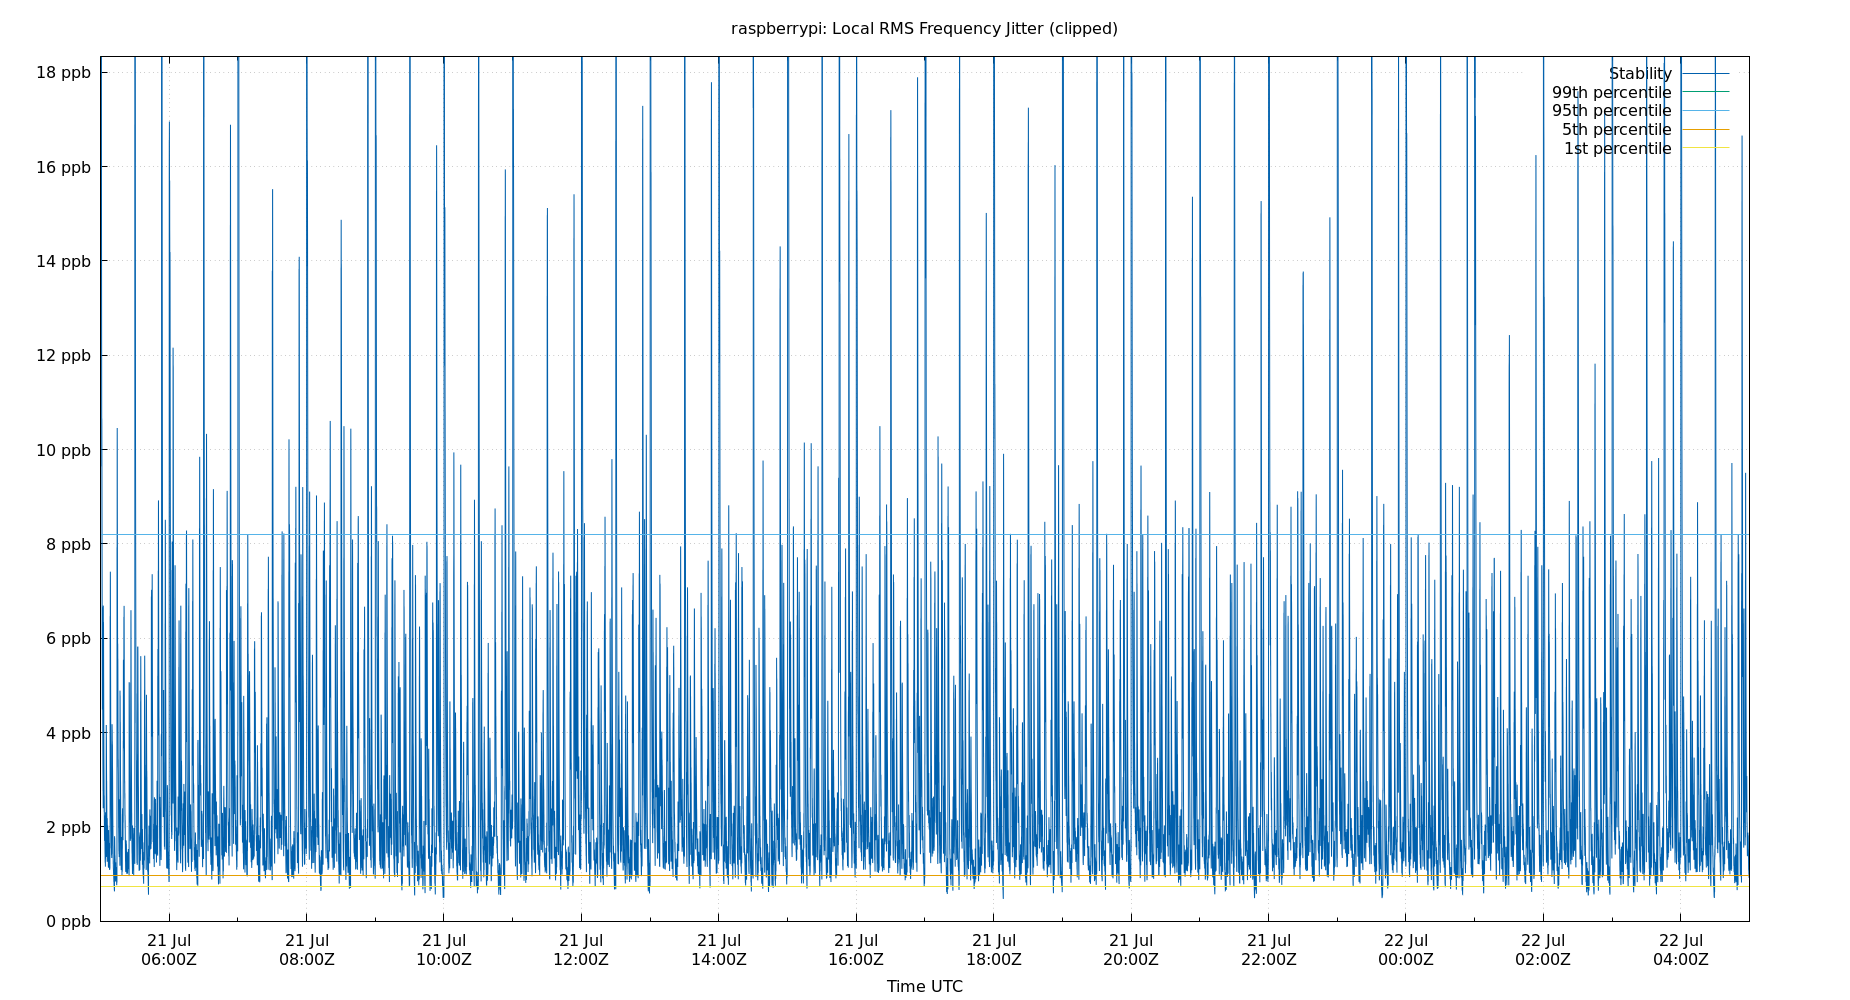 raspberrypi: Local RMS Frequency Jitter (clipped)
18 ppb
16 ppb
14 ppb
12 ppb
10 ppb
8 ppb
6 ppb
4 ppb
2 ppb
0 ppb
Stability
99th percentile
95th percentile
5th percentile
1st percentile
21 Jul
06:00Z
21 Jul
08:00Z
21 Jul
10:00Z
21 Jul
12:00Z
21 Jul
14:00Z
21 Jul
16:00Z
21 Jul
18:00Z
21 Jul
20:00Z
21 Jul
22:00Z
22 Jul
00:00Z
22 Jul
02:00Z
22 Jul
04:00Z
Time UTC